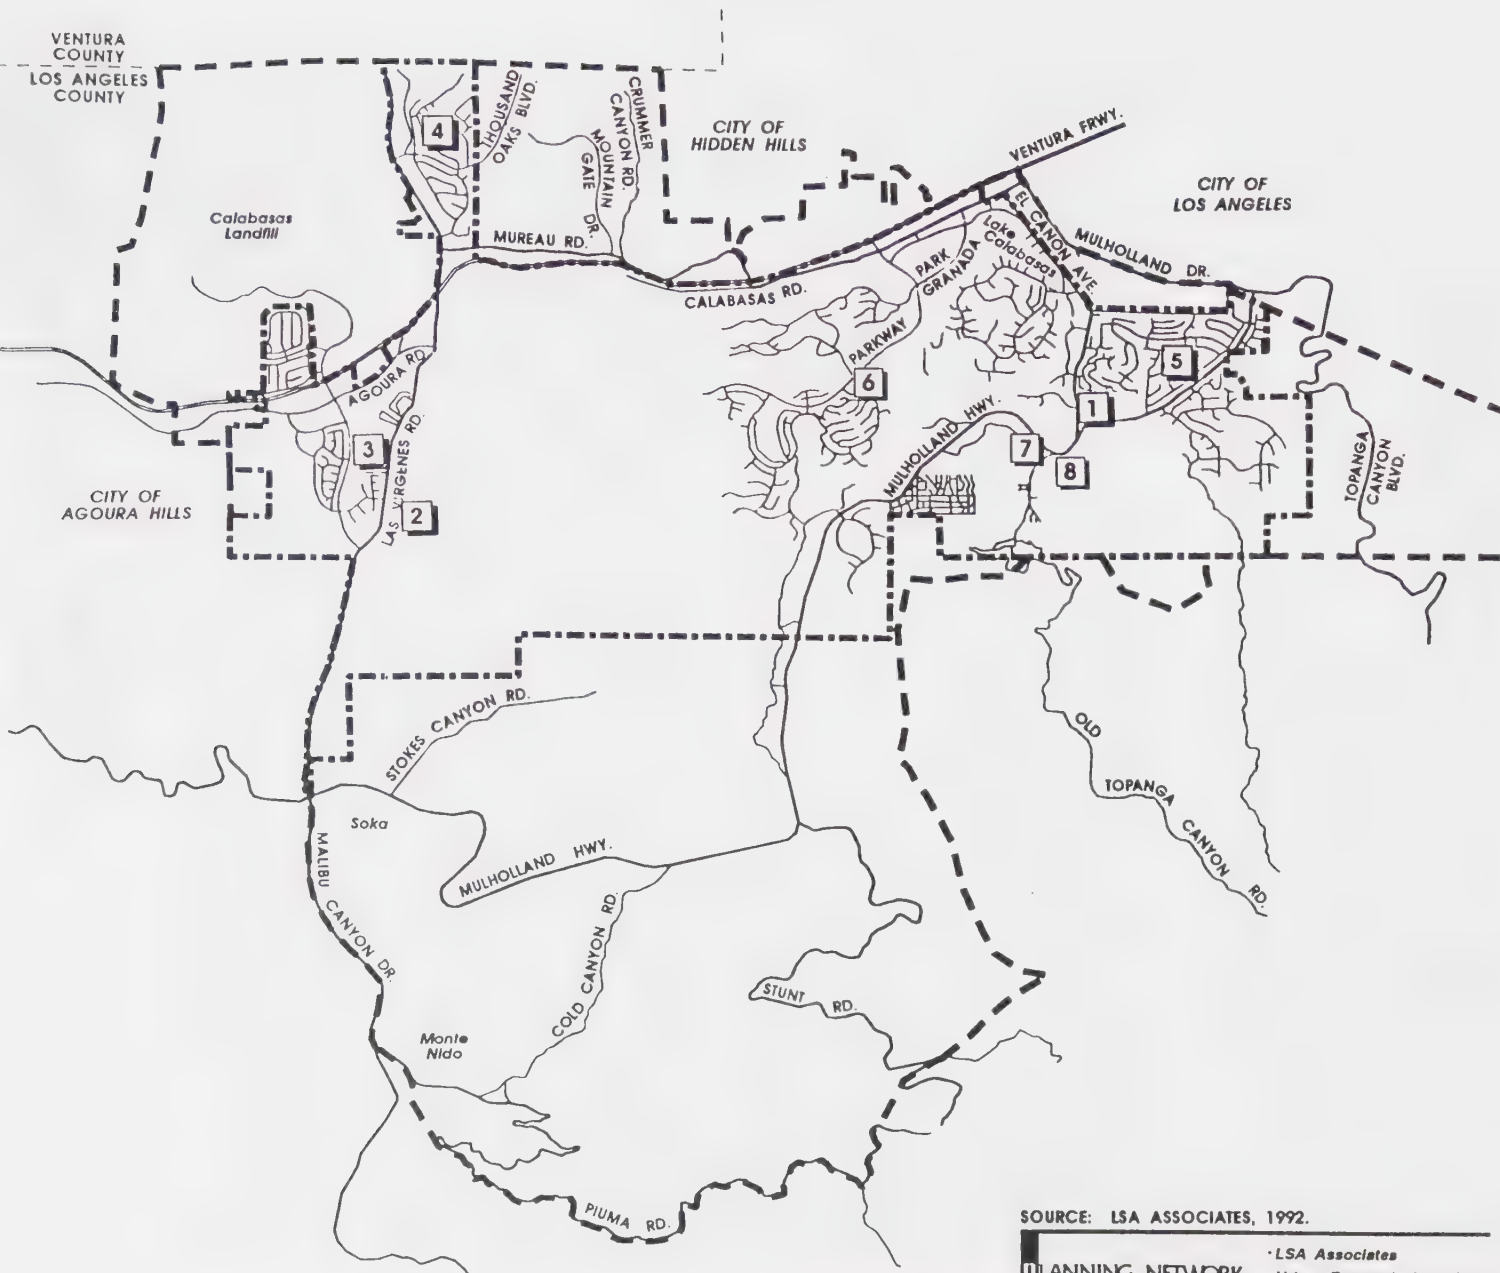 VENTURA
COUNTY
LOS ANGELES
COUNTY
4
THOUSAND
OAKS BLVD.
CRUMMER
CANYON RD.
MOUNTAIN
GATE DR.
CITY OF
HIDDEN HILLS
VENTURA FRWY.
CITY OF
LOS ANGELES
Calabasas
Landfill
MUREAU RD.
EL CANON AVE.
Lake
Calabasas
MULHOLLAND DR.
PARK
GRANADA
CALABASAS RD.
PARKWAY
AGOURA RD.
5
6
1
MULHOLLAND HWY.
7
8
3
LAS VIRGENES RD.
2
TOPANGA
CANYON
BLVD.
CITY OF
AGOURA HILLS
STOKES CANYON RD.
OLD
TOPANGA
CANYON
RD.
Soka
MULHOLLAND HWY.
MALIBU CANYON DR.
COLD CANYON RD.
STUNT RD.
Monte
Nido
PIUMA RD.
SOURCE: LSA ASSOCIATES, 1992.
· LSA Associates
PLANNING NETWORK